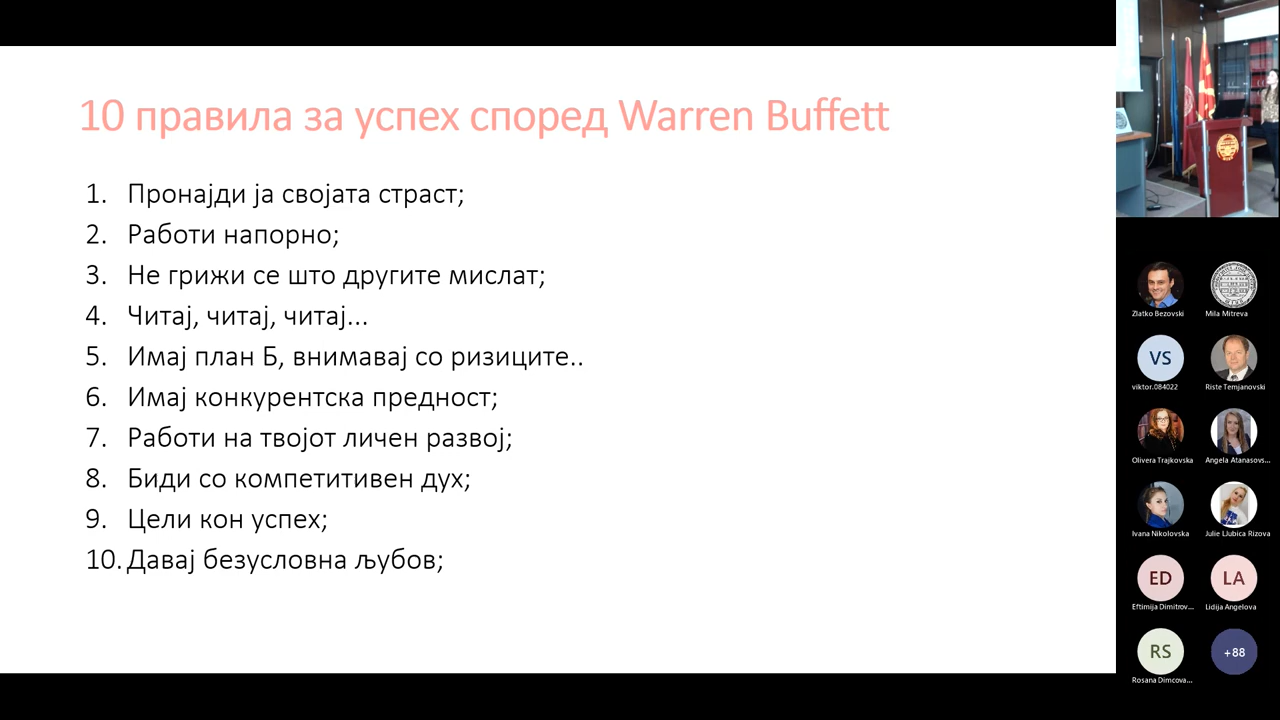 10 правила за успех според Warren Buffett
1. Пронајди ја својата страст;
2. Работи напорно;
3. Не грижи се што другите мислат;
4. Читај, читај, читај...
5. Имај план Б, внимавај со ризиците..
6. Имај конкурентска предност;
7. Работи на твојот личен развој;
8. Биди со компетитивен дух;
9. Цели кон успех;
10. Давај безусловна љубов;
Zlatko Bezovski
Mila Mitreva
VS
viktor.084022
Riste Temjanovski
Olivera Trajkovska
Angela Atanasovs...
Ivana Nikolovska
Julie LJubica Rizova
ED
Eftimija Dimitrov...
LA
Lidija Angelova
RS
Rosana Dimcova...
+88